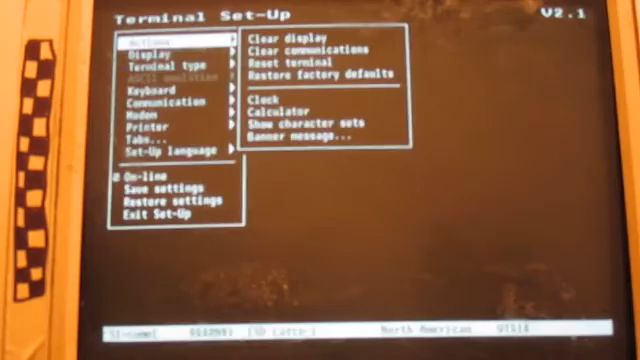 Terminal Set-Up V2.1
Actions
Display
Terminal type
ASCII emulation
Keyboard
Communication
Modem
Printer
Tabs...
Set-Up language
On-line
Save settings
Restore settings
Exit Set-Up
Clear display
Clear communications
Reset terminal
Restore factory defaults
Clock
Calculator
Show character sets
Banner message...
North American